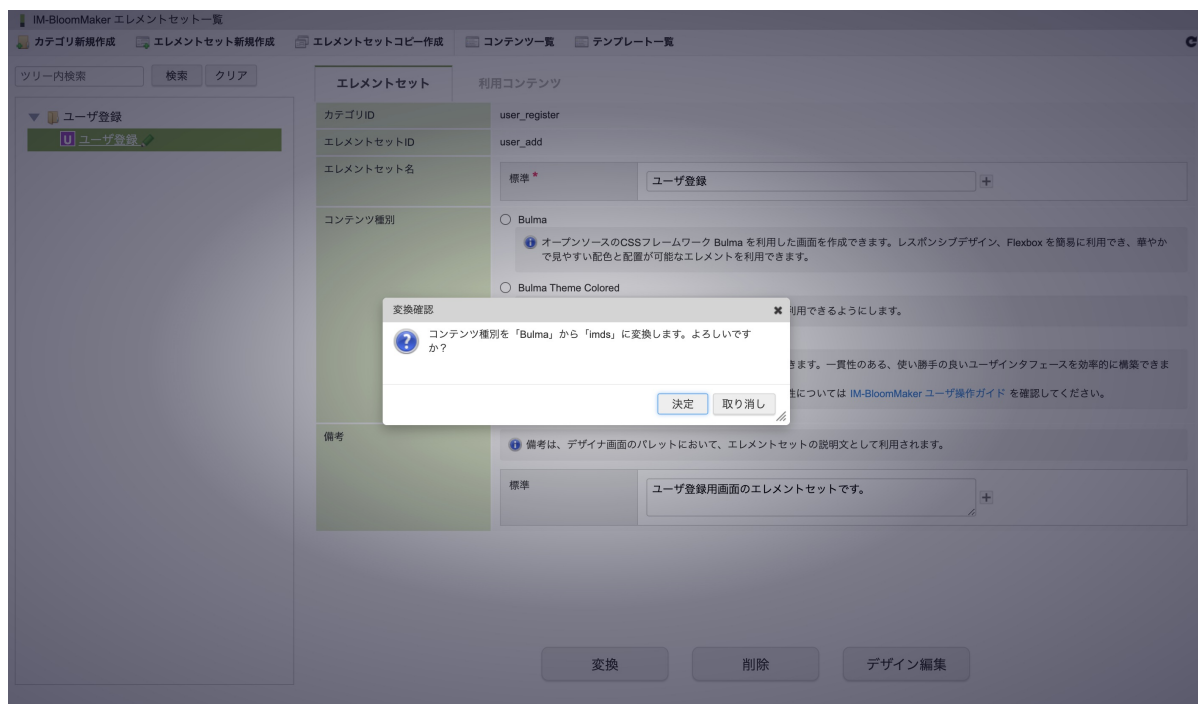 IM-BloomMaker エレメントセット一覧
カテゴリ新規作成 エレメントセット新規作成 エレメントセットコピー作成 コンテンツ一覧 テンプレート一覧
ツリー内検索 検索 クリア
エレメントセット 利用コンテンツ
ユーザ登録
U ユーザ登録
カテゴリID user_register
エレメントセットID user_add
エレメントセット名 標準 * ユーザ登録
コンテンツ種別 Bulma
オープンソースのCSSフレームワーク Bulma を利用した画面を作成できます。レスポンシブデザイン、Flexbox を簡易に利用でき、華やか
で見やすい配色と配置が可能なエレメントを利用できます。
Bulma Theme Colored
利用できるようにします。
きます。一貫性のある、使い勝手の良いユーザインタフェースを効率的に構築できま
性については IM-BloomMaker ユーザ操作ガイド を確認してください。
変換確認
コンテンツ種別を「Bulma」から「imds」に変換します。よろしいです
か？
決定 取り消し
備考 備考は、デザイナ画面のパレットにおいて、エレメントセットの説明文として利用されます。
標準 ユーザ登録用画面のエレメントセットです。
変換 削除 デザイン編集